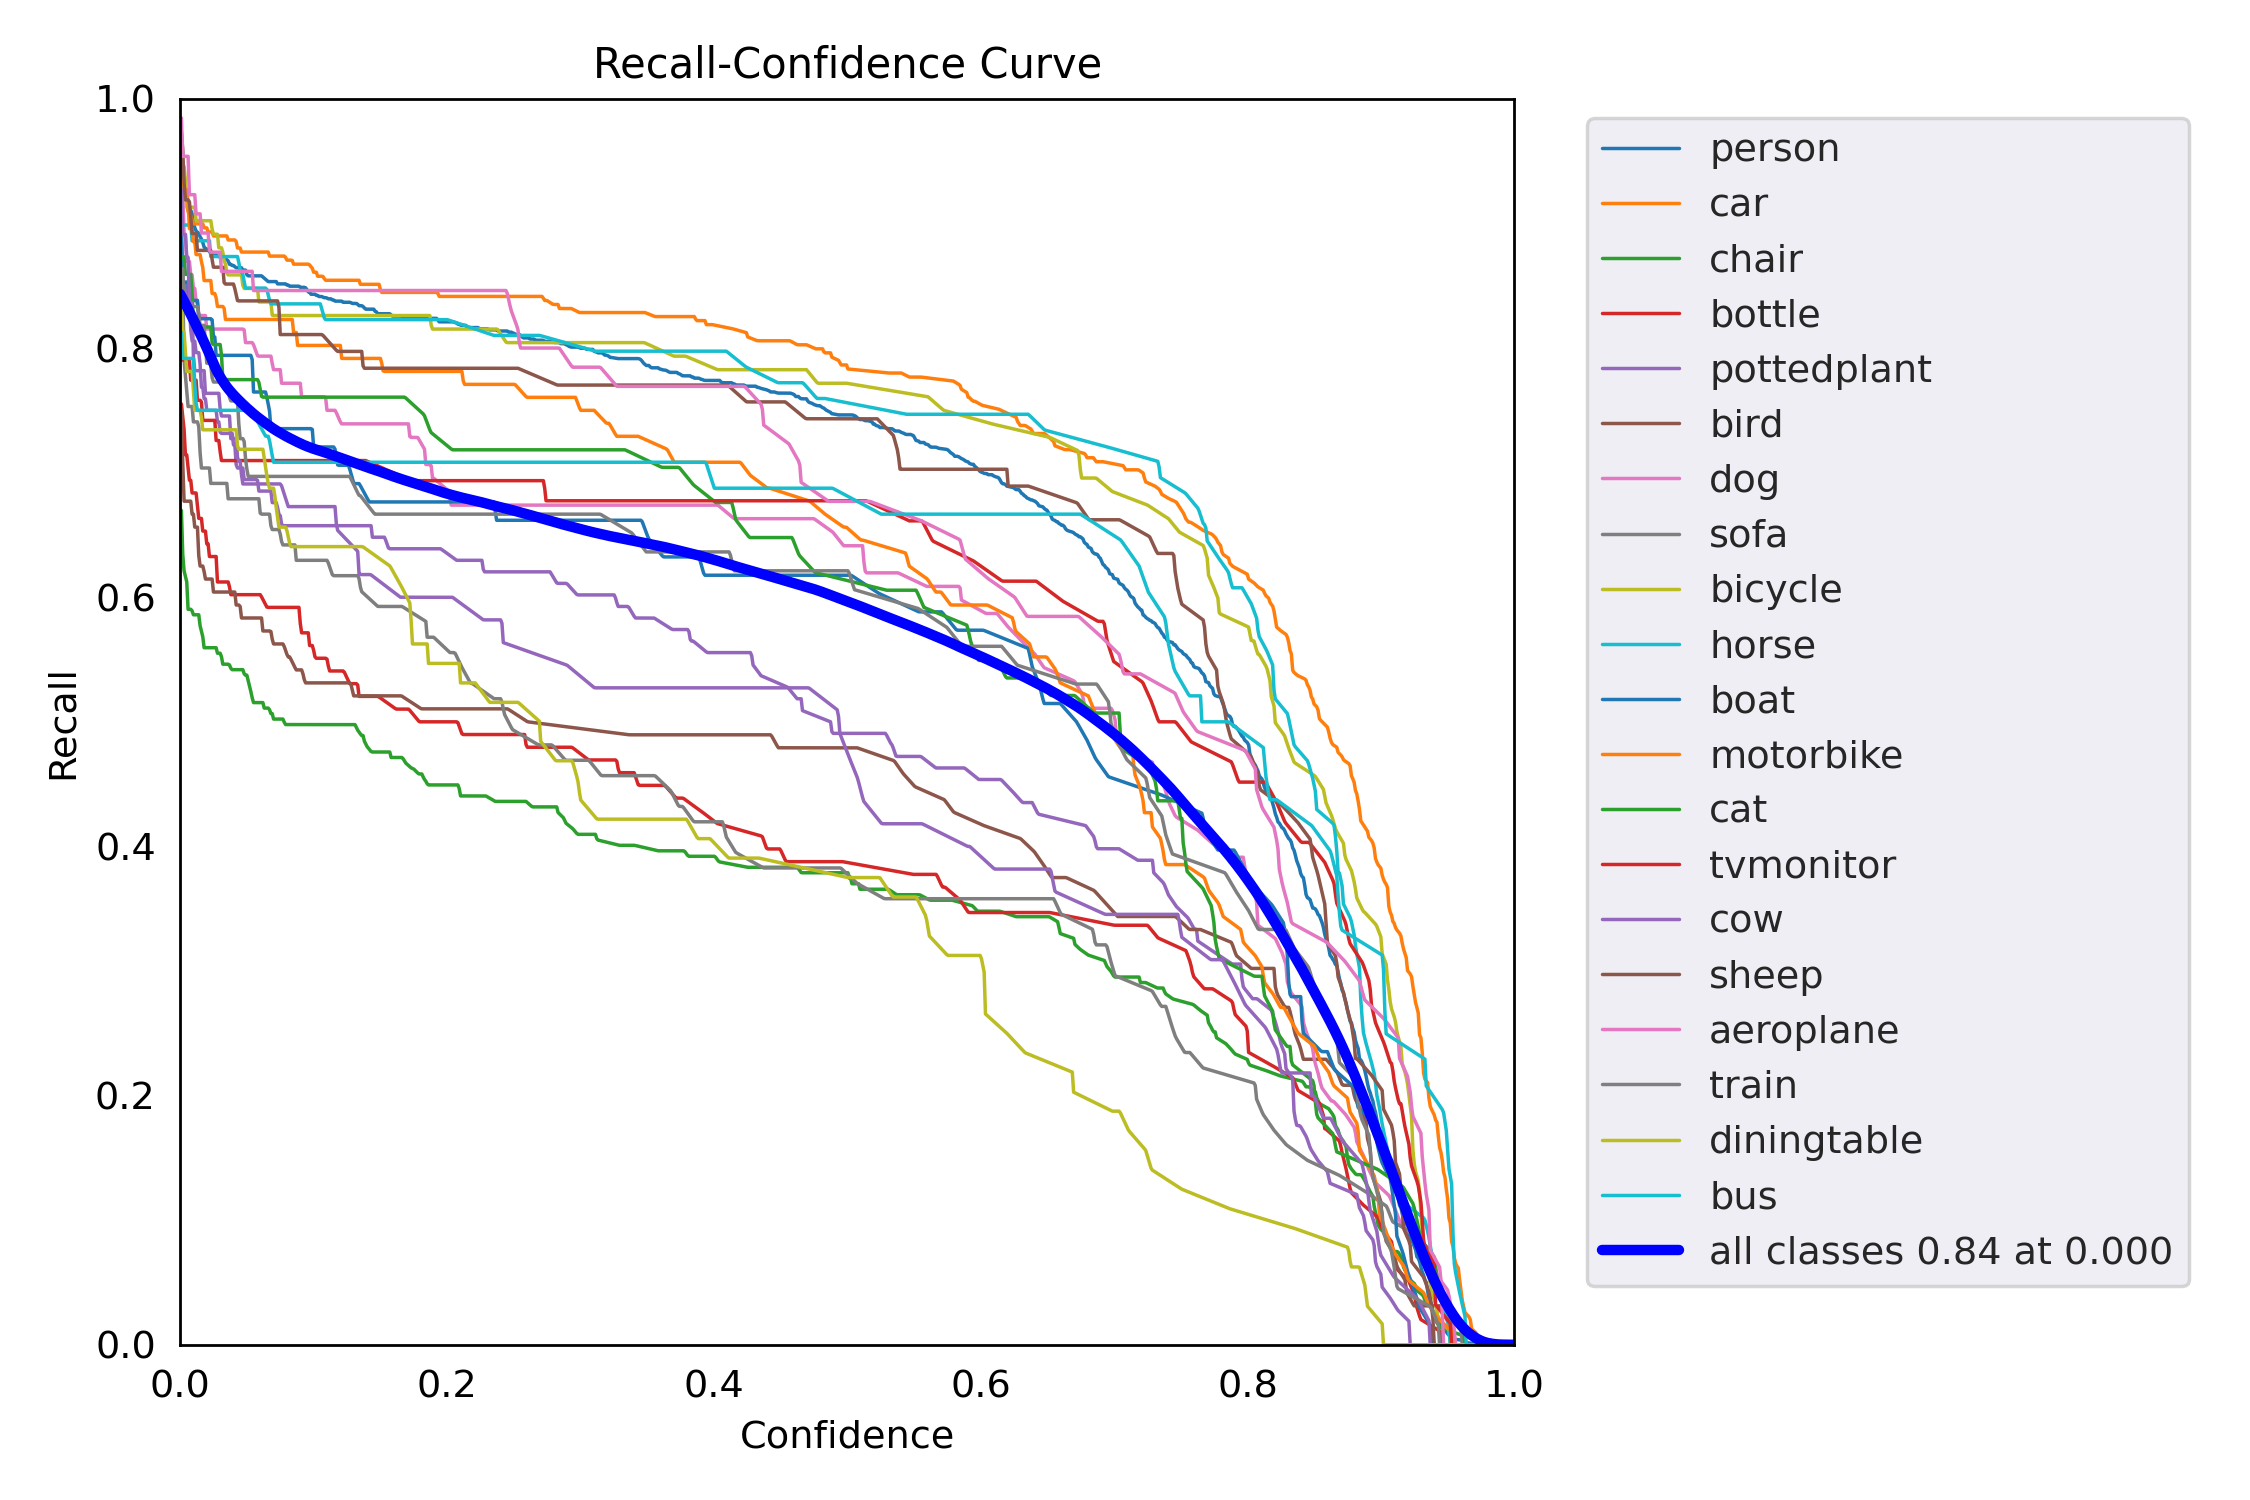 Recall-Confidence Curve
1.0
0.8
0.6
0.4
0.2
0.0
Recall
0.0 0.2 0.4 0.6 0.8 1.0
Confidence
person
car
chair
bottle
pottedplant
bird
dog
sofa
bicycle
horse
boat
motorbike
cat
tvmonitor
cow
sheep
aeroplane
train
diningtable
bus
all classes 0.84 at 0.000